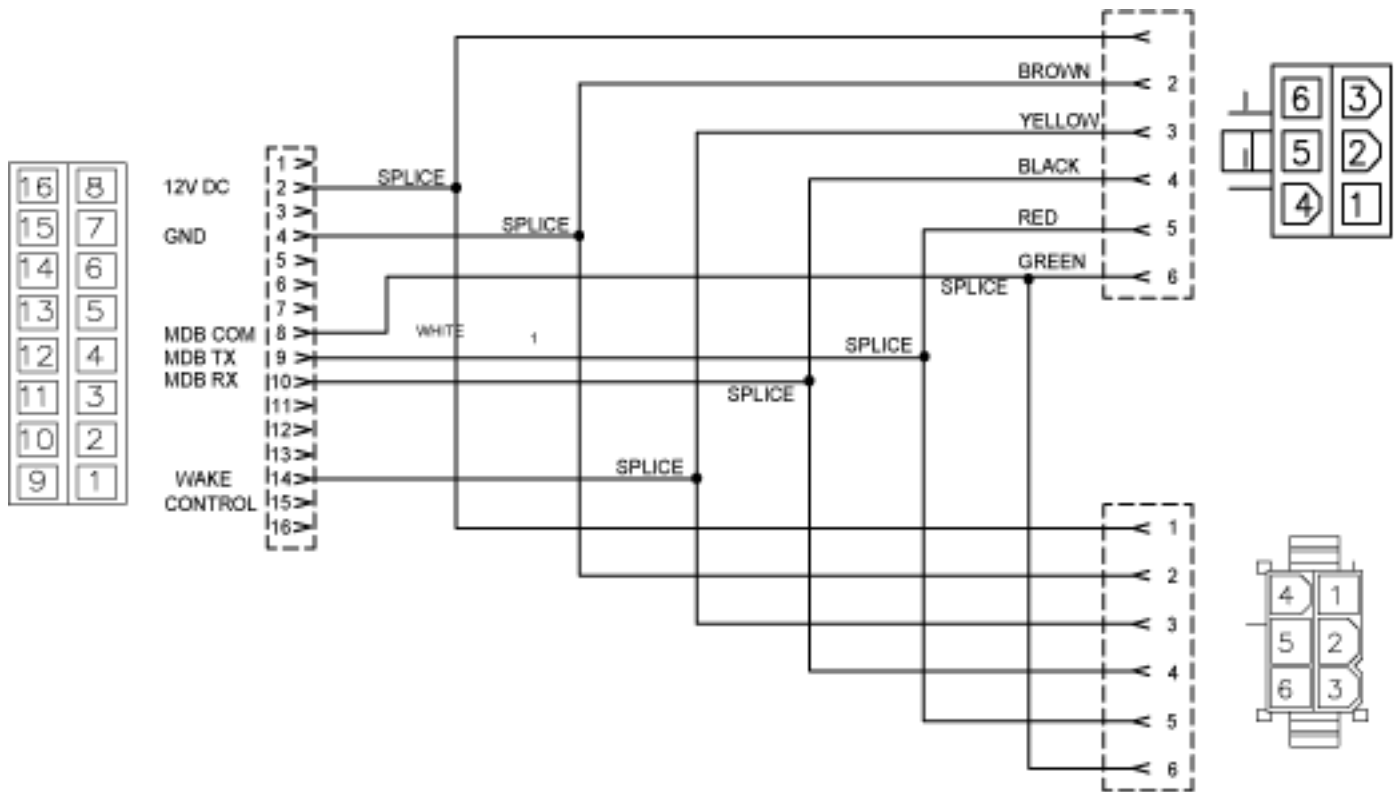 BROWN
2
YELLOW
3
BLACK
4
RED
5
GREEN
6
SPLICE
6 3
5 2
4 1
16 8
15 7
14 6
13 5
12 4
11 3
10 2
9 1
12V DC
GND
MDB COM
MDB TX
MDB RX
WAKE
CONTROL
1
2
3
4
5
6
7
8
9
10
11
12
13
14
15
16
SPLICE
SPLICE
WHITE
1
SPLICE
SPLICE
SPLICE
1
2
3
4
5
6
4 1
5 2
6 3